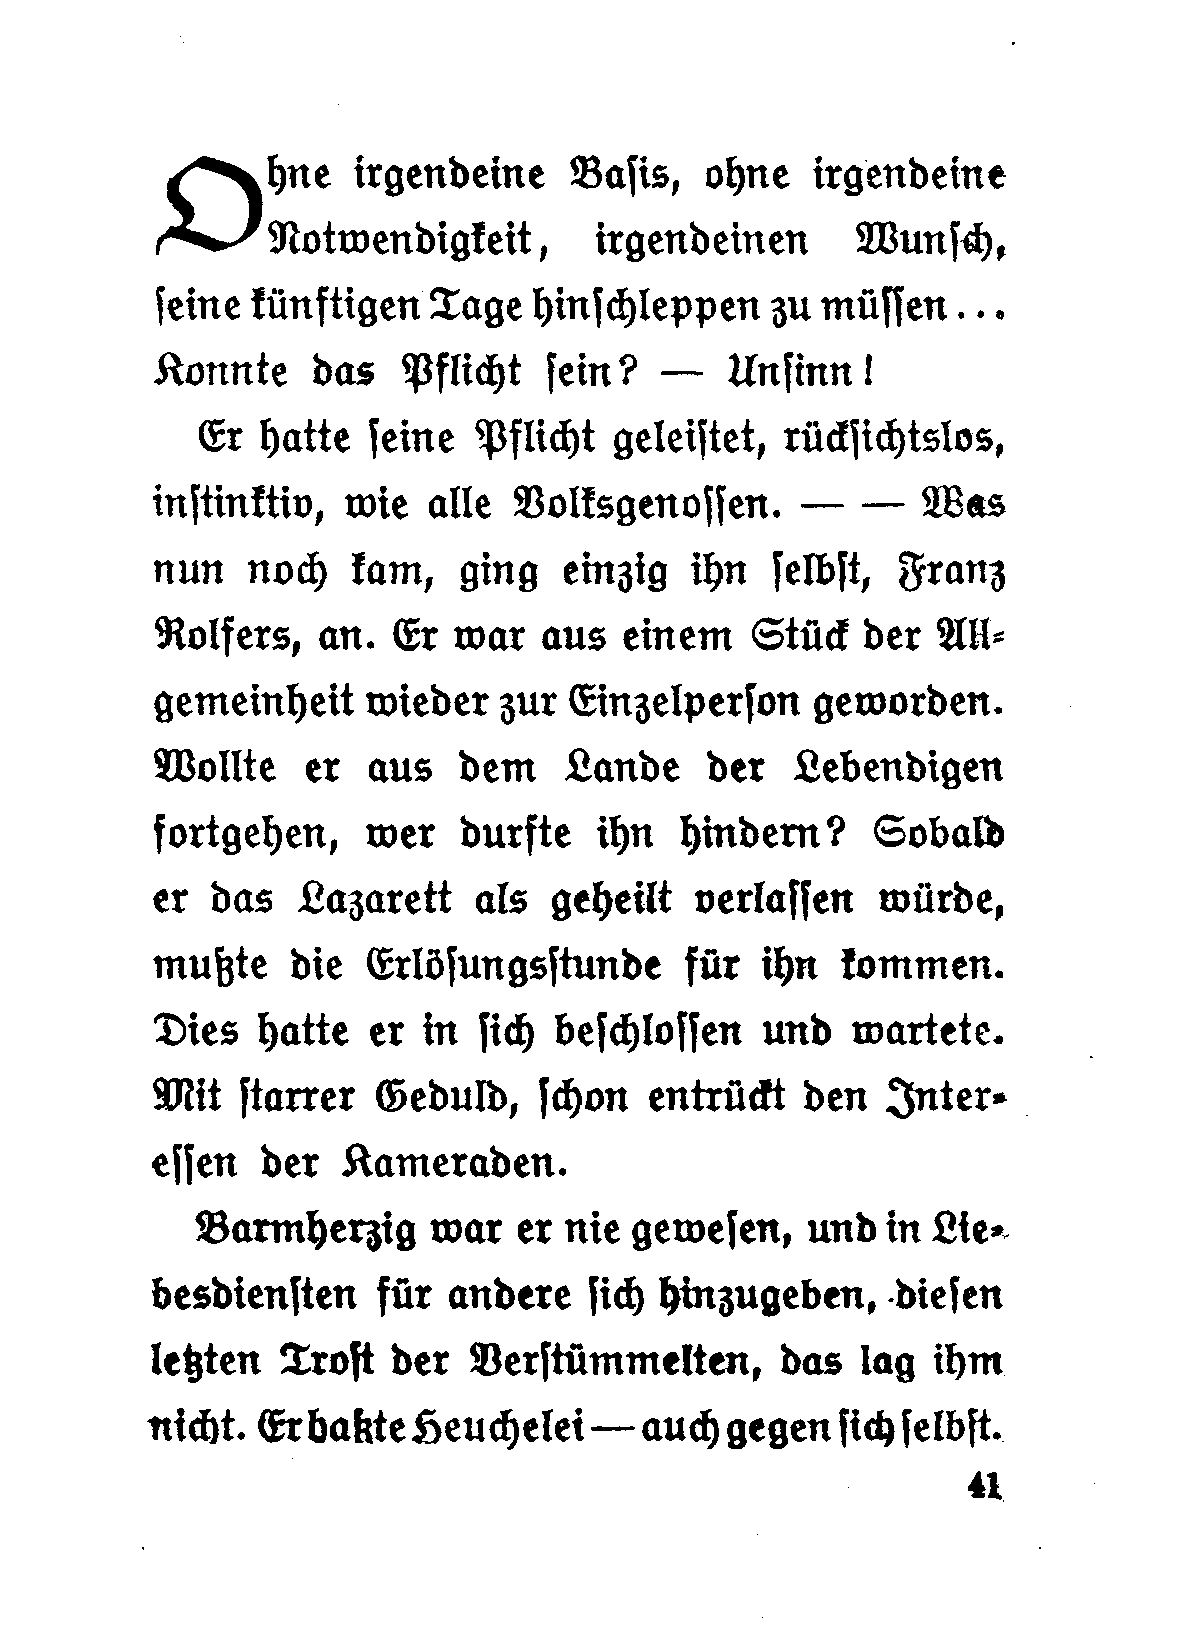 Ohne irgendeine Basis, ohne irgendeine
Notwendigkeit, irgendeinen Wunsch,
seine künftigen Tage hinschleppen zu müssen...
Konnte das Pflicht sein? — Unsinn!
Er hatte seine Pflicht geleistet, rücksichtslos,
instinktiv, wie alle Volksgenossen. — — Was
nun noch kam, ging einzig ihn selbst, Franz
Rolfers, an. Er war aus einem Stück der All-
gemeinheit wieder zur Einzelperson geworden.
Wollte er aus dem Lande der Lebendigen
fortgehen, wer durfte ihn hindern? Sobald
er das Lazarett als geheilt verlassen würde,
mußte die Erlösungsstunde für ihn kommen.
Dies hatte er in sich beschlossen und wartete.
Mit starrer Geduld, schon entrückt den Inter-
essen der Kameraden.
Barmherzig war er nie gewesen, und in Lie-
besdiensten für andere sich hinzugeben, diesen
letzten Trost der Verstümmelten, das lag ihm
nicht. Er haßte Heuchelei — auch gegen sich selbst.
41